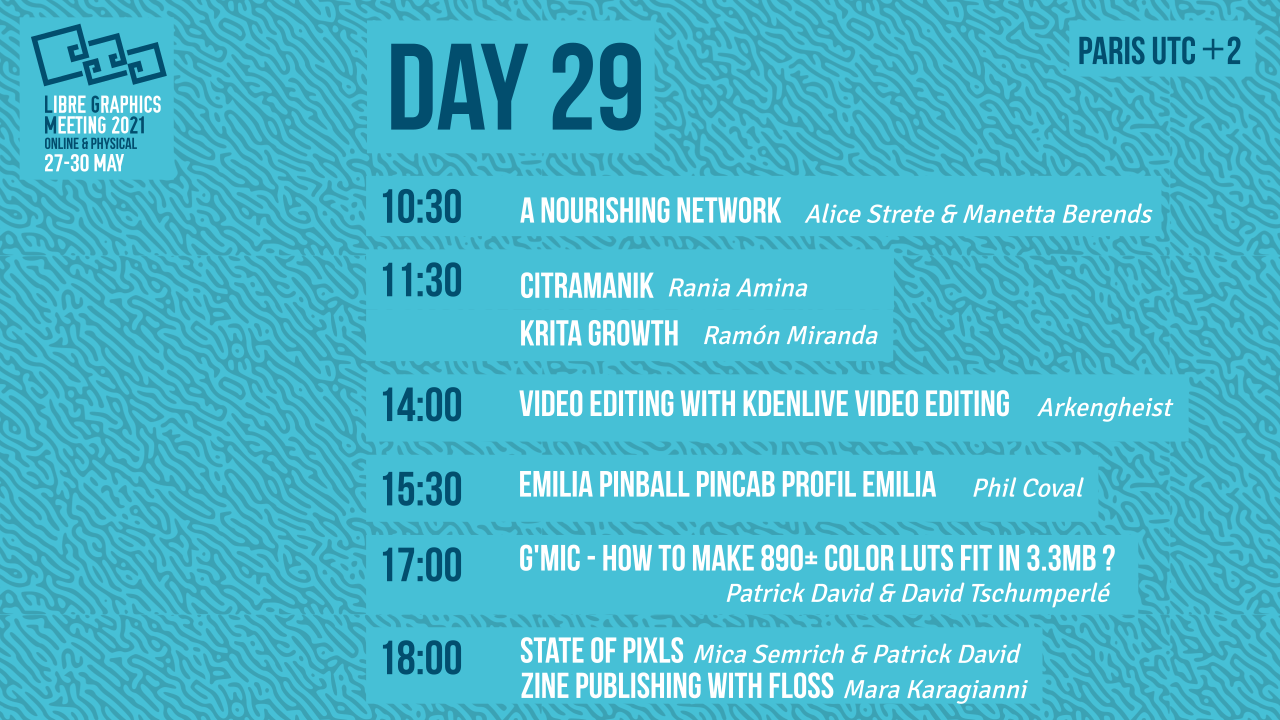 LIBRE GRAPHICS
MEETING 2021
ONLINE & PHYSICAL
27-30 MAY
DAY 29
PARIS UTC +2
10:30 A NOURISHING NETWORK Alice Strete & Manetta Berends
11:30 CITRAMANIK Rania Amina
KRITA GROWTH Ramón Miranda
14:00 VIDEO EDITING WITH KDENLIVE VIDEO EDITING Arkengheist
15:30 EMILIA PINBALL PINCAB PROFIL EMILIA Phil Coval
17:00 G'MIC - HOW TO MAKE 890± COLOR LUTS FIT IN 3.3MB ?
Patrick David & David Tschumperlé
18:00 STATE OF PIXLS Mica Semrich & Patrick David
ZINE PUBLISHING WITH FLOSS Mara Karagianni